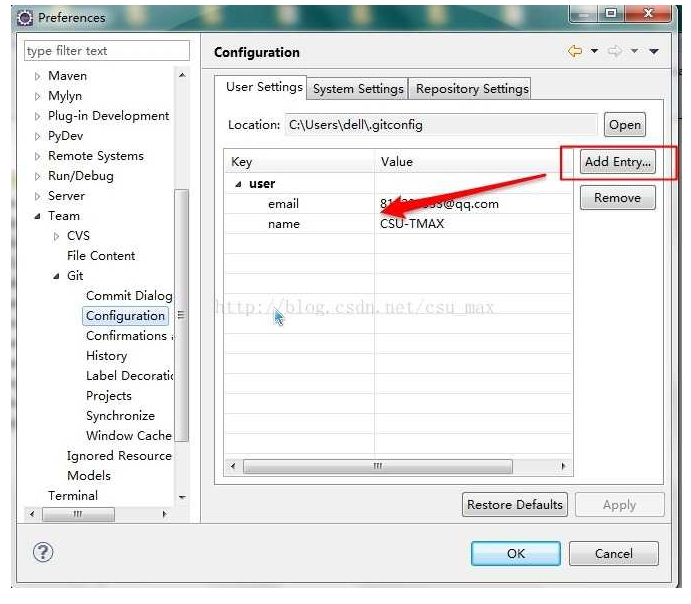 Preferences
type filter text
Maven
Mylyn
Plug-in Development
PyDev
Remote Systems
Run/Debug
Server
Team
CVS
File Content
Git
Commit Dialog
Configuration
Confirmations
History
Label Decoratic
Projects
Synchronize
Window Cache
Ignored Resource
Models
Terminal
Configuration
User Settings
System Settings
Repository Settings
Location:
C:\Users\dell\.gitconfig
Open
Key
Value
Add Entry...
Remove
user
email
@qq.com
name
CSU-TMAX
http://blog.csdn.net/csu_max
Restore Defaults
Apply
OK
Cancel